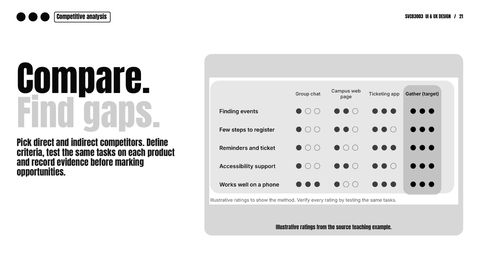 Competitive analysis
SVCB3003 UI & UX DESIGN / 21
Compare.
Find gaps.
Pick direct and indirect competitors. Define
criteria, test the same tasks on each product
and record evidence before marking
opportunities.
Group chat
Campus web
page
Ticketing app
Gather (target)
Finding events
Few steps to register
Reminders and ticket
Accessibility support
Works well on a phone
Illustrative ratings to show the method. Verify every rating by testing the same tasks.
Illustrative ratings from the source teaching example.